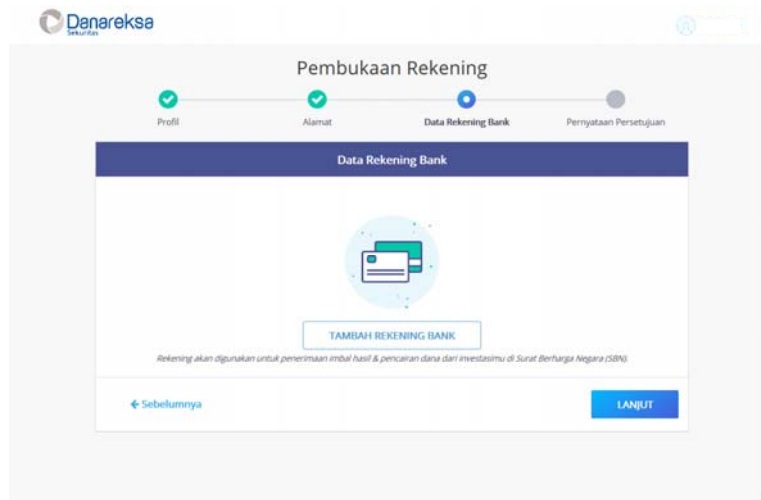 Danareksa
Sekuritas
Pembukaan Rekening
Profil
Alamat
Data Rekening Bank
Pernyataan Persetujuan
Data Rekening Bank
TAMBAH REKENING BANK
Rekening akan digunakan untuk penerimaan imbal hasil & pencairan dana dari investasimu di Surat Berharga Negara (SBN).
Sebelumnya
LANJUT